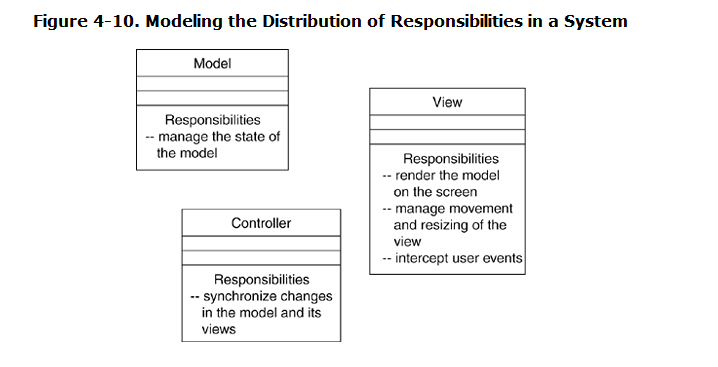 Figure 4-10. Modeling the Distribution of Responsibilities in a System
Model
Responsibilities
-- manage the state of
the model
View
Responsibilities
-- render the model
on the screen
-- manage movement
and resizing of the
view
-- intercept user events
Controller
Responsibilities
-- synchronize changes
in the model and its
views